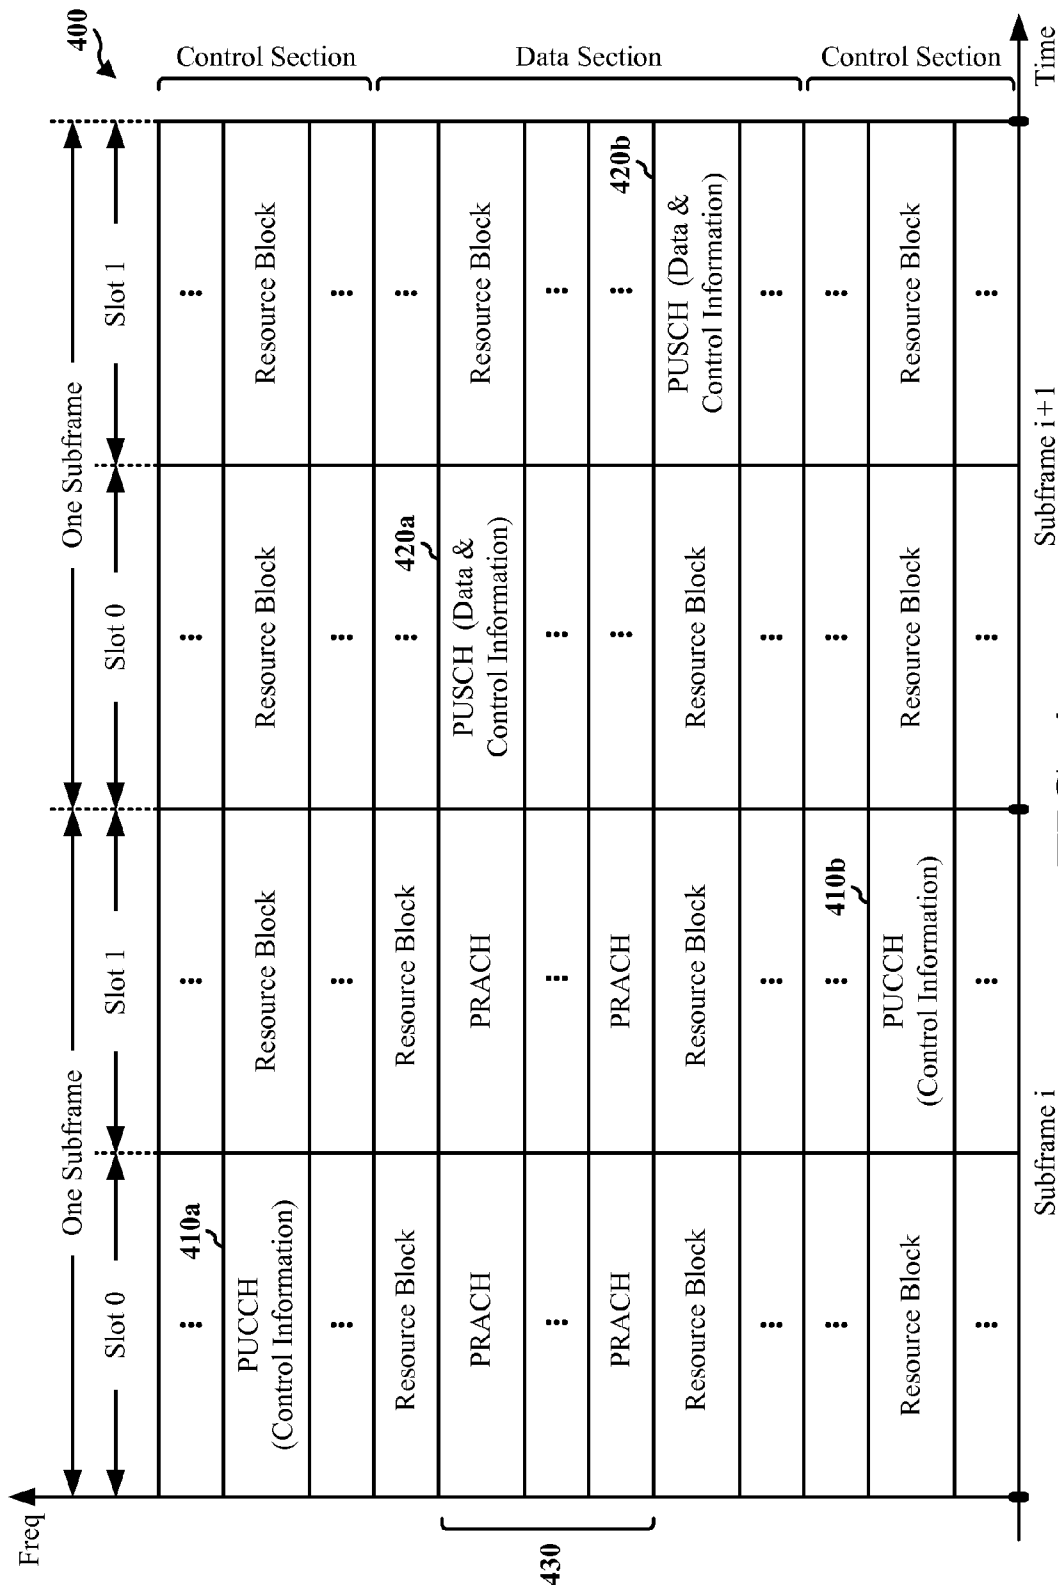 400
One Subframe
One Subframe
Slot 0
Slot 1
Slot 0
Slot 1
Freq
...
...
...
...
Control Section
410a
PUCCH
(Control Information)
Resource Block
Resource Block
Resource Block
...
...
...
...
Resource Block
Resource Block
...
...
Data Section
430
PRACH
PRACH
420a
PUSCH (Data &
Control Information)
Resource Block
...
...
...
...
PRACH
PRACH
...
...
Resource Block
Resource Block
Resource Block
420b
PUSCH (Data &
Control Information)
...
...
...
...
...
...
...
...
Control Section
Resource Block
410b
PUCCH
(Control Information)
Resource Block
Resource Block
...
...
...
...
Subframe i
Subframe i+1
Time